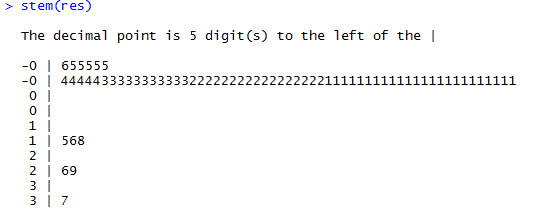 > stem(res)
The decimal point is 5 digit(s) to the left of the |
-0 | 655555
-0 | 444443333333333322222222222222222111111111111111111111111
0 |
0 |
1 |
1 | 568
2 |
2 | 69
3 |
3 | 7